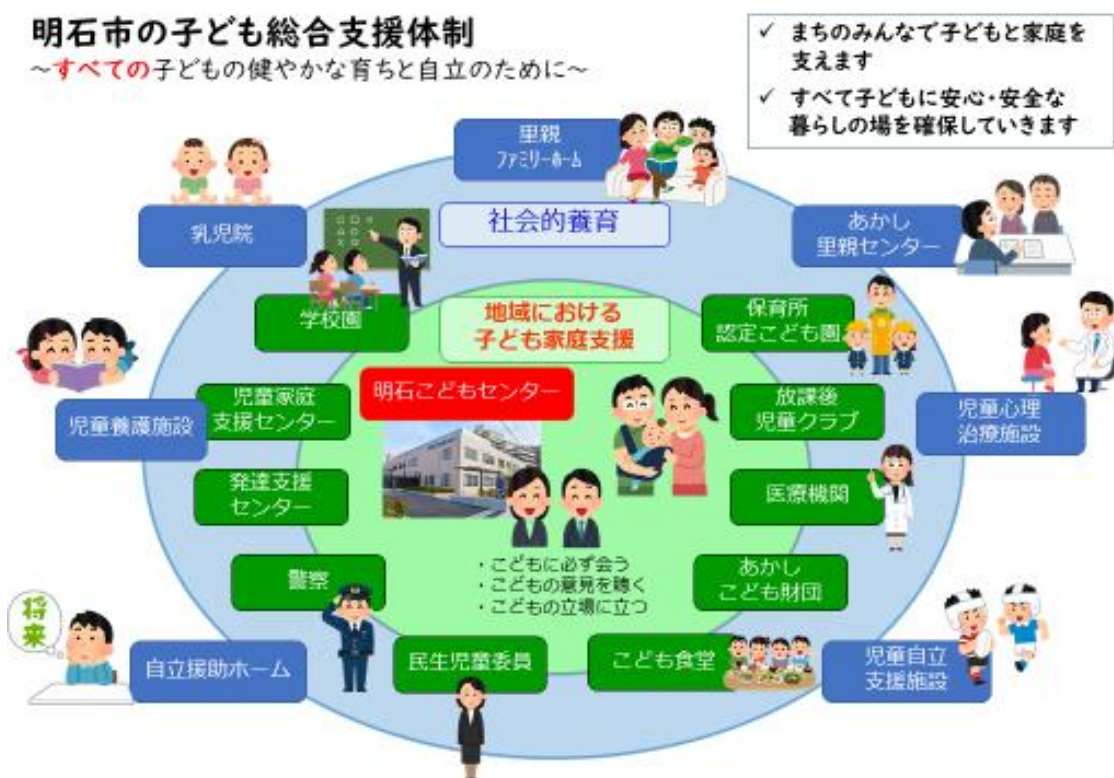 明石市の子ども総合支援体制
～すべての子どもの健やかな育ちと自立のために～
✓ まちのみんなで子どもと家庭を
支えます
✓ すべて子どもに安心・安全な
暮らしの場を確保していきます
里親
ファミリーホーム
乳児院
社会的養育
あかし
里親センター
学校園
地域における
子ども家庭支援
保育所
認定こども園
児童養護施設
児童家庭
支援センター
明石こどもセンター
放課後
児童クラブ
児童心理
治療施設
発達支援
センター
医療機関
警察
・こどもに必ず会う
・こどもの意見を聴く
・こどもの立場に立つ
あかし
こども財団
将来
自立援助ホーム
民生児童委員
こども食堂
児童自立
支援施設